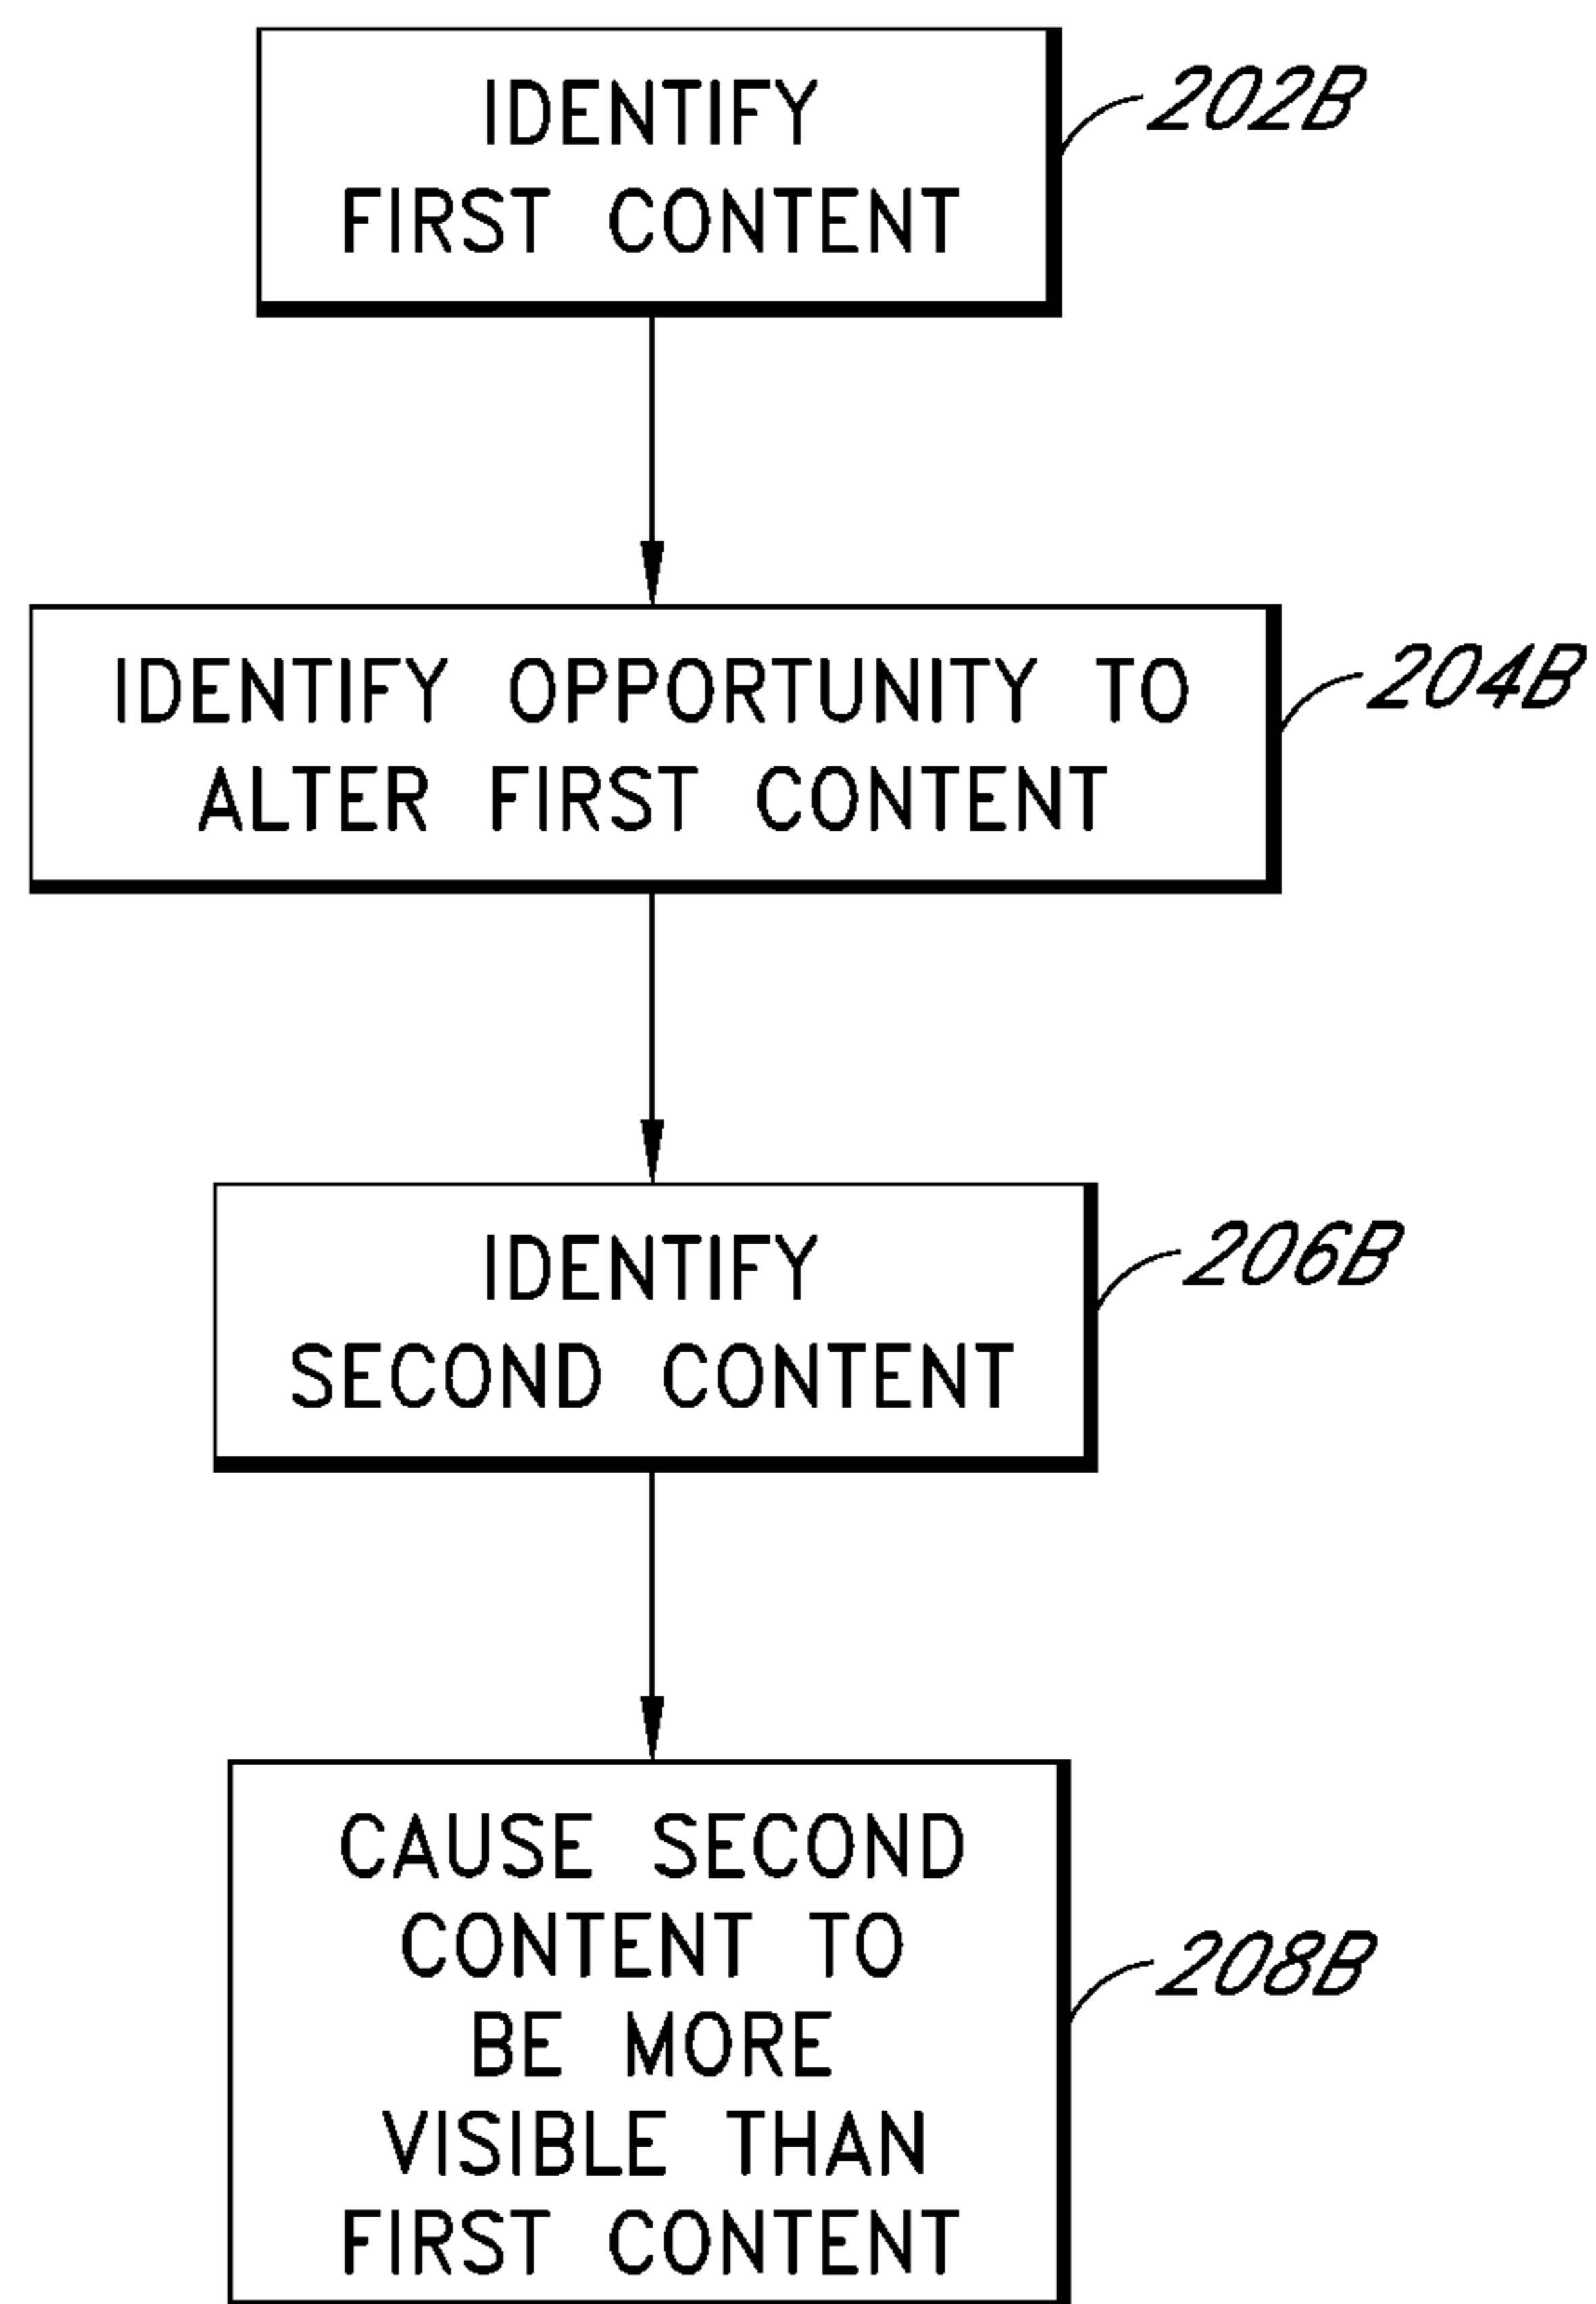 IDENTIFY
FIRST CONTENT
202B
IDENTIFY OPPORTUNITY TO
ALTER FIRST CONTENT
204B
IDENTIFY
SECOND CONTENT
206B
CAUSE SECOND
CONTENT TO
BE MORE
VISIBLE THAN
FIRST CONTENT
208B